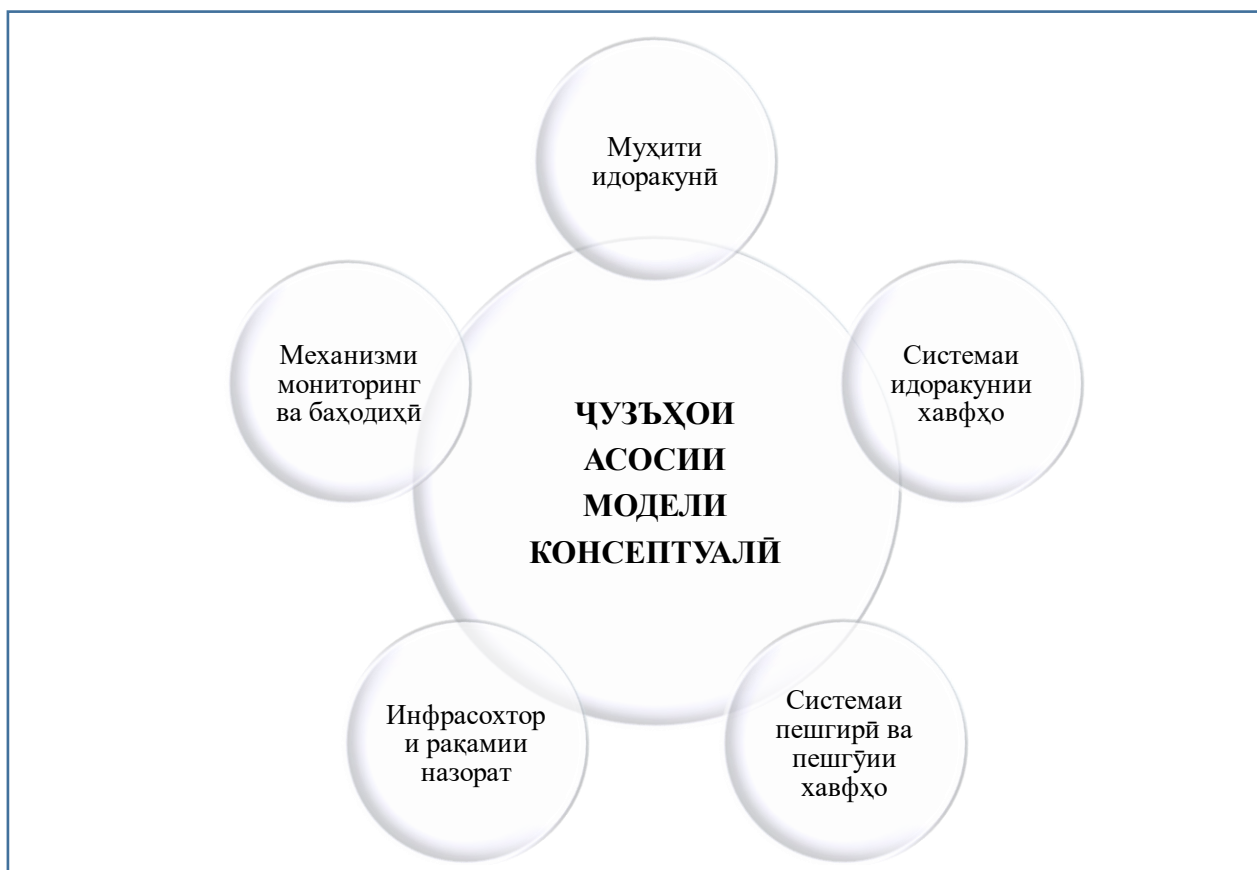 Муҳити
идоракунӣ
Системаи
идоракунии
хавфҳо
Системаи
пешгирӣ ва
пешгӯии
хавфҳо
Инфрасохтор
и рақамии
назорат
Механизми
мониторинг
ва баҳодиҳӣ
ҶУЗЪҲОИ
АСОСИИ
МОДЕЛИ
КОНСЕПТУАЛӢ